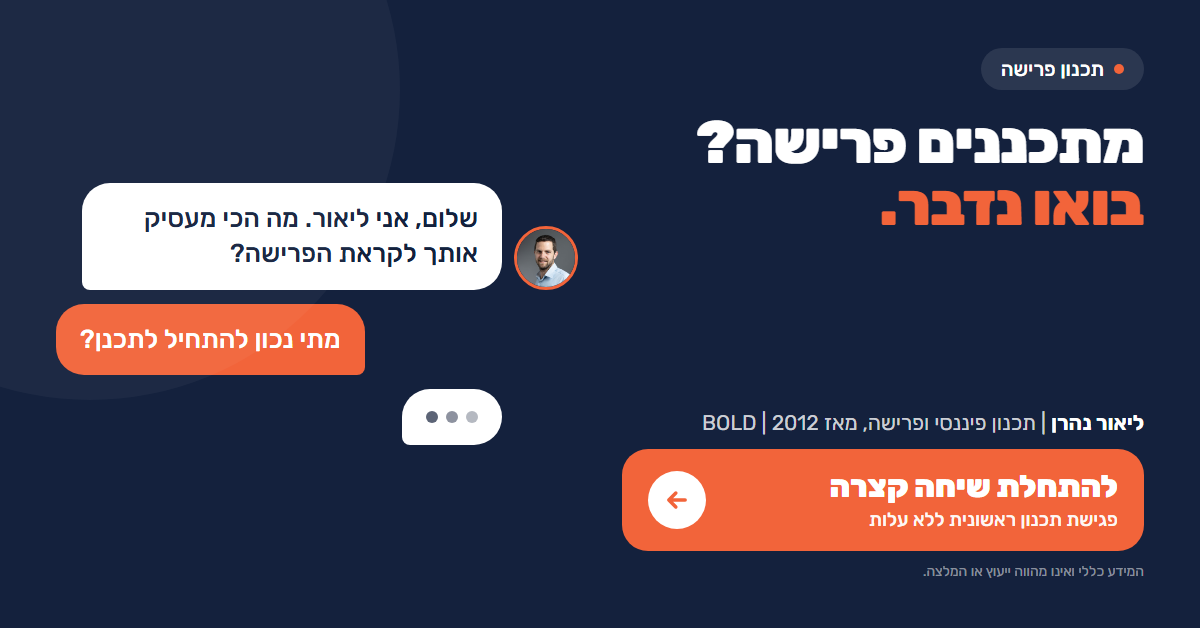 תכנון פרישה
מתכננים פרישה?
בואו נדבר.
שלום, אני ליאור. מה הכי מעסיק
אותך לקראת הפרישה?
מתי נכון להתחיל לתכנן?
ליאור נהרן | תכנון פיננסי ופרישה, מאז 2012 | BOLD
להתחלת שיחה קצרה
פגישת תכנון ראשונית ללא עלות
המידע כללי ואינו מהווה ייעוץ או המלצה.